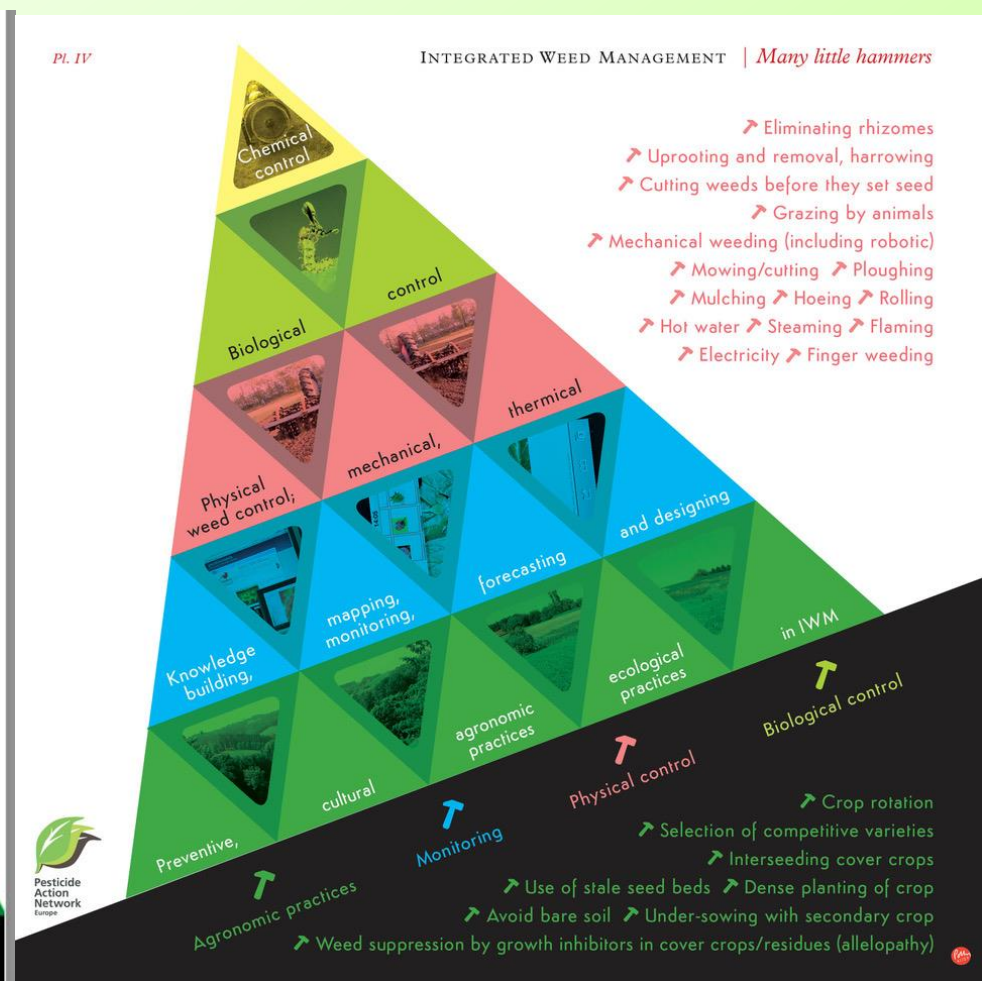 Pl. IV
INTEGRATED WEED MANAGEMENT | Many little hammers
Eliminating rhizomes
Uprooting and removal, harrowing
Cutting weeds before they set seed
Grazing by animals
Mechanical weeding (including robotic)
Mowing/cutting Ploughing
Mulching Hoeing Rolling
Hot water Steaming Flaming
Electricity Finger weeding
Chemical
control
Biological
control
Physical
weed control;
mechanical,
thermical
Knowledge
building,
mapping,
monitoring,
forecasting
and designing
Preventive,
cultural
agronomic
practices
ecological
practices
in IWM
Agronomic practices
Monitoring
Physical control
Biological control
Crop rotation
Selection of competitive varieties
Interseeding cover crops
Use of stale seed beds Dense planting of crop
Avoid bare soil Under-sowing with secondary crop
Weed suppression by growth inhibitors in cover crops/residues (allelopathy)
Pesticide
Action
Network
Europe